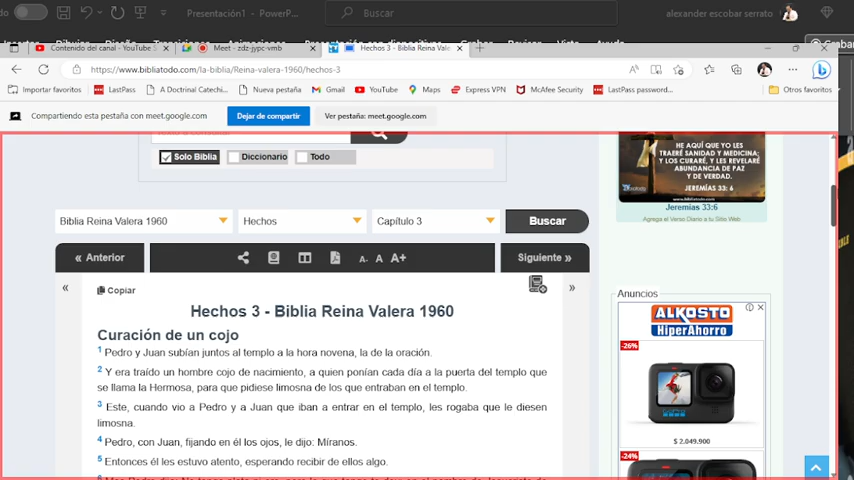 Presentación1 - PowerP...
Buscar
alexander escobar serrato
Contenido del canal - YouTube S
Meet - zdz-jypc-vmb
Hechos 3 - Biblia Reina Valera 196
https://www.bibliatodo.com/la-biblia/Reina-valera-1960/hechos-3
Importar favoritos
LastPass
A Doctrinal Catechi...
Nueva pestaña
Gmail
YouTube
Maps
Express VPN
McAfee Security
LastPass password...
Otros favoritos
Compartiendo esta pestaña con meet.google.com
Dejar de compartir
Ver pestaña: meet.google.com
Solo Biblia
Diccionario
Todo
HE AQUÍ QUE YO LES
TRAERÉ SANIDAD Y MEDICINA;
Y LOS CURARÉ, Y LES REVELARÉ
ABUNDANCIA DE PAZ
Y DE VERDAD.
JEREMÍAS 33: 6
Jeremías 33:6
Agrega el Verso Diario a tu Sitio Web
Biblia Reina Valera 1960
Hechos
Capítulo 3
Buscar
« Anterior
A-
A
A+
Siguiente »
«
Copiar
»
Hechos 3 - Biblia Reina Valera 1960
Curación de un cojo
1 Pedro y Juan subían juntos al templo a la hora novena, la de la oración.
2 Y era traído un hombre cojo de nacimiento, a quien ponían cada día a la puerta del templo que
se llama la Hermosa, para que pidiese limosna de los que entraban en el templo.
3 Este, cuando vio a Pedro y a Juan que iban a entrar en el templo, les rogaba que le diesen
limosna.
4 Pedro, con Juan, fijando en él los ojos, le dijo: Míranos.
5 Entonces él les estuvo atento, esperando recibir de ellos algo.
Anuncios
ALKOSTO
HiperAhorro
-26%
$ 2.049.900
-24%